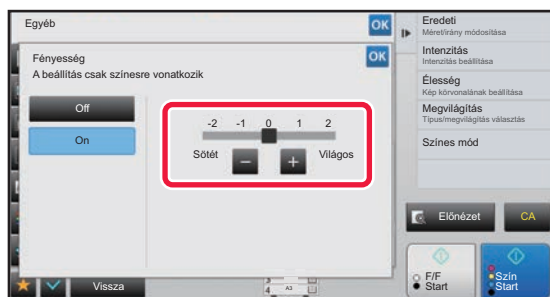 Egyéb
OK
Fényesség
A beállítás csak színesre vonatkozik
OK
Off
On
-2 -1 0 1 2
Sötét
Világos
Vissza
3
4
A3
Eredeti
Méret/irány módosítása
Intenzitás
Intenzitás beállítása
Élesség
Kép körvonalának beállítása
Megvilágítás
Típus/megvilágítás választás
Színes mód
Előnézet
CA
F/F
Start
Szín
Start